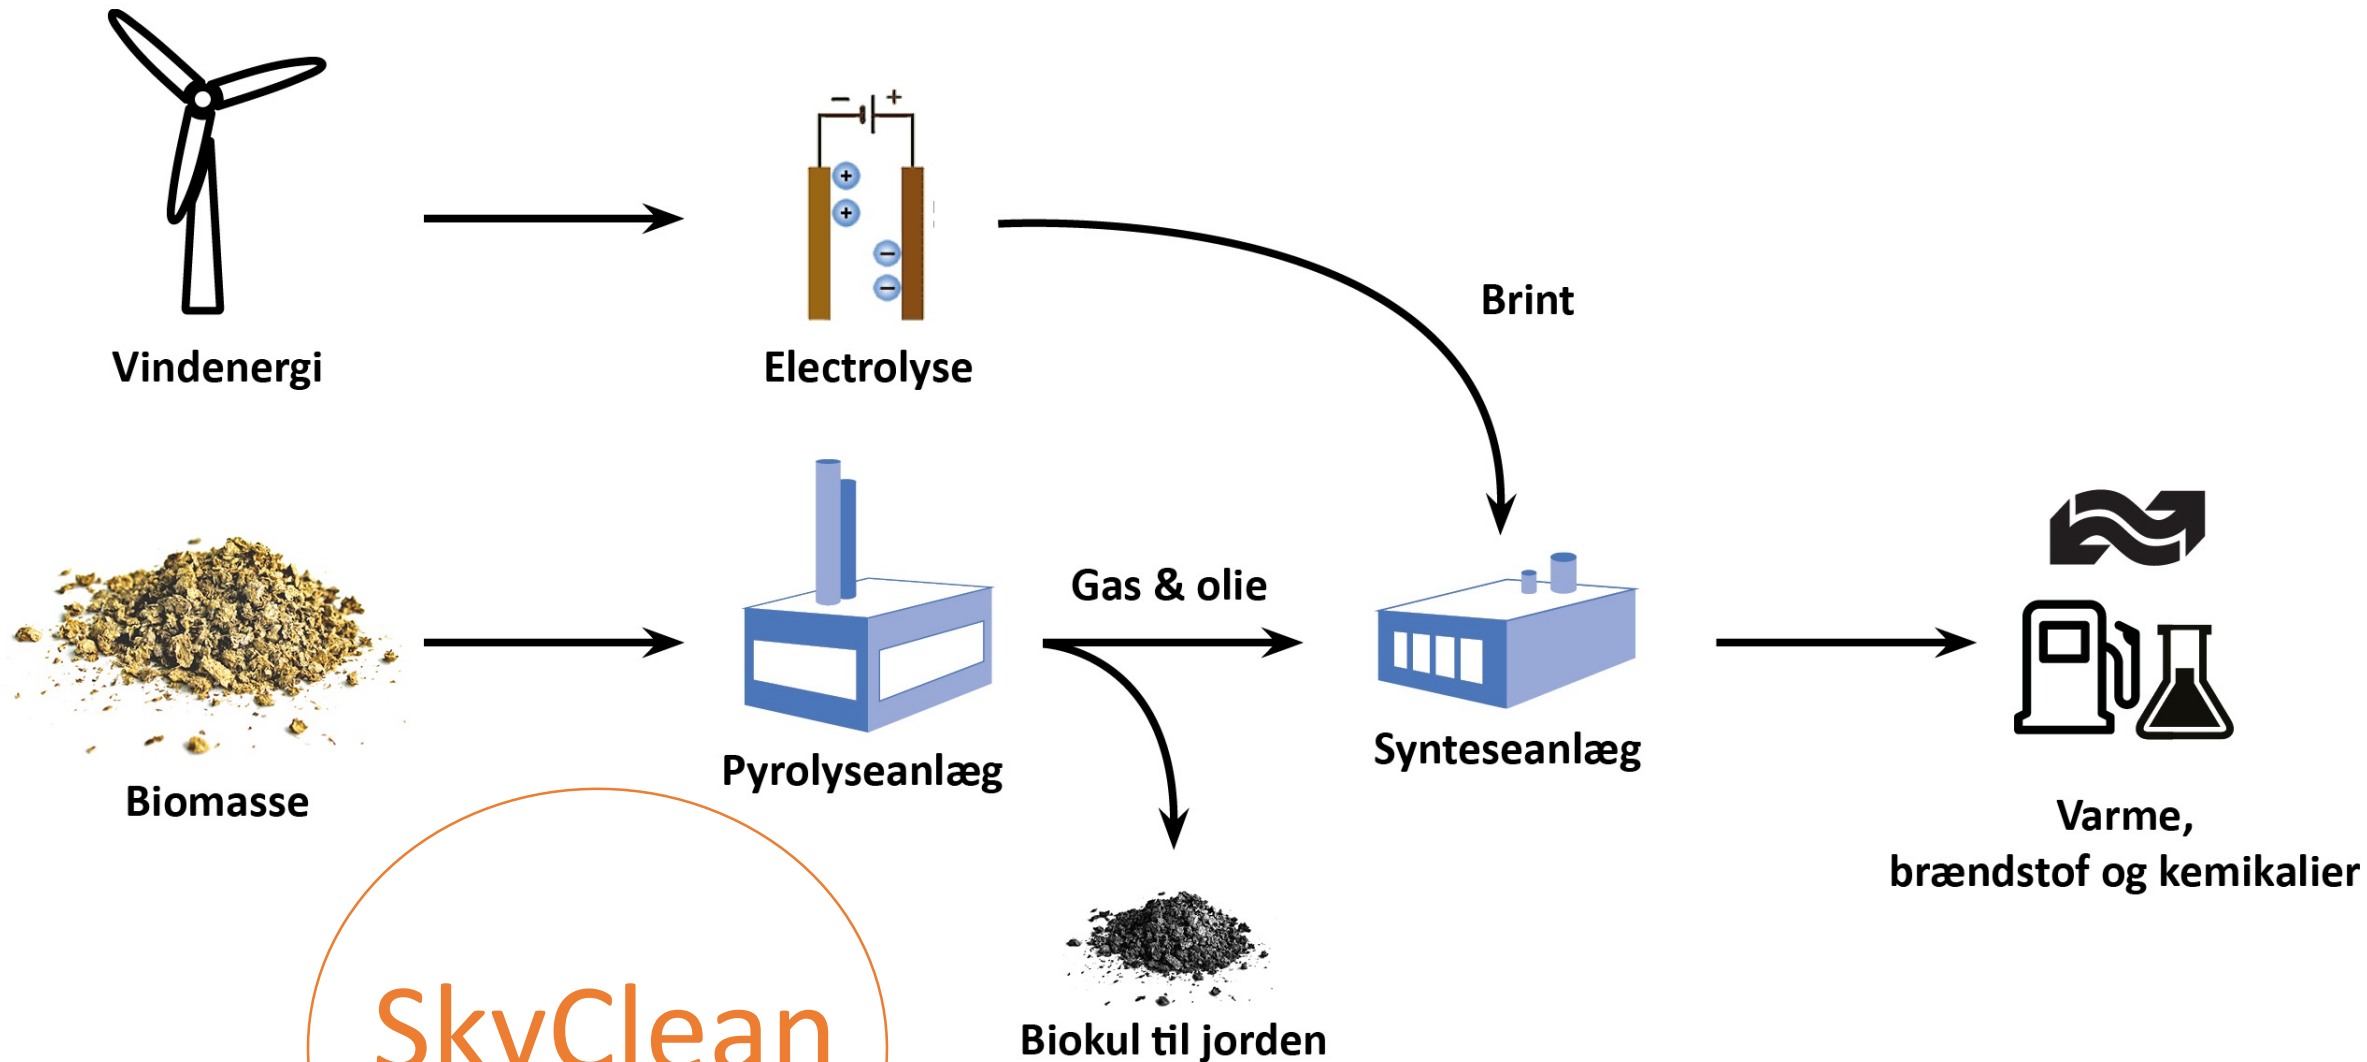 Vindenergi
Electrolyse
Brint
Biomasse
Pyrolyseanlæg
Gas & olie
Synteseanlæg
Varme,
brændstof og kemikalier
Biokul til jorden
SkyClean